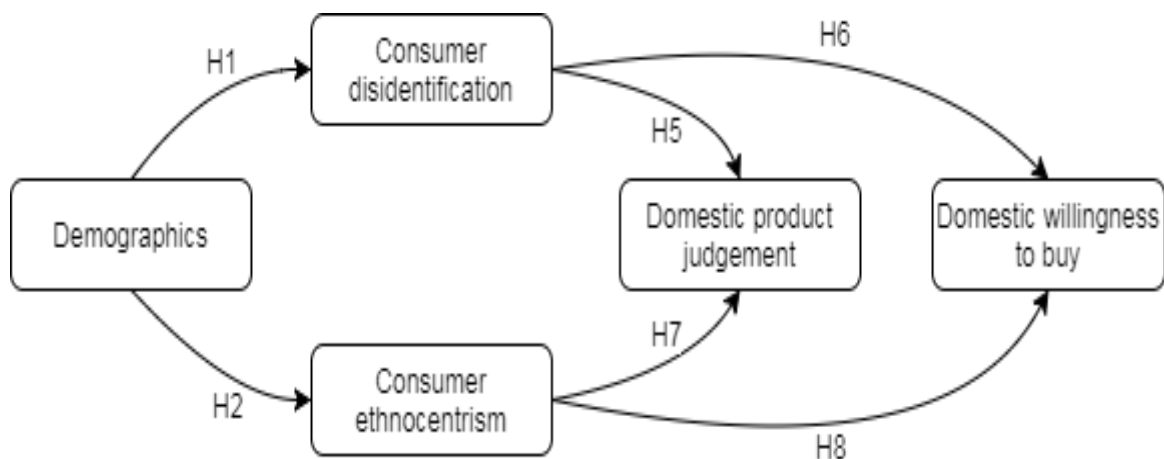 H6
H1
Consumer
disidentification
H5
Demographics
Domestic product
judgement
Domestic willingness
to buy
H7
H2
Consumer
ethnocentrism
H8